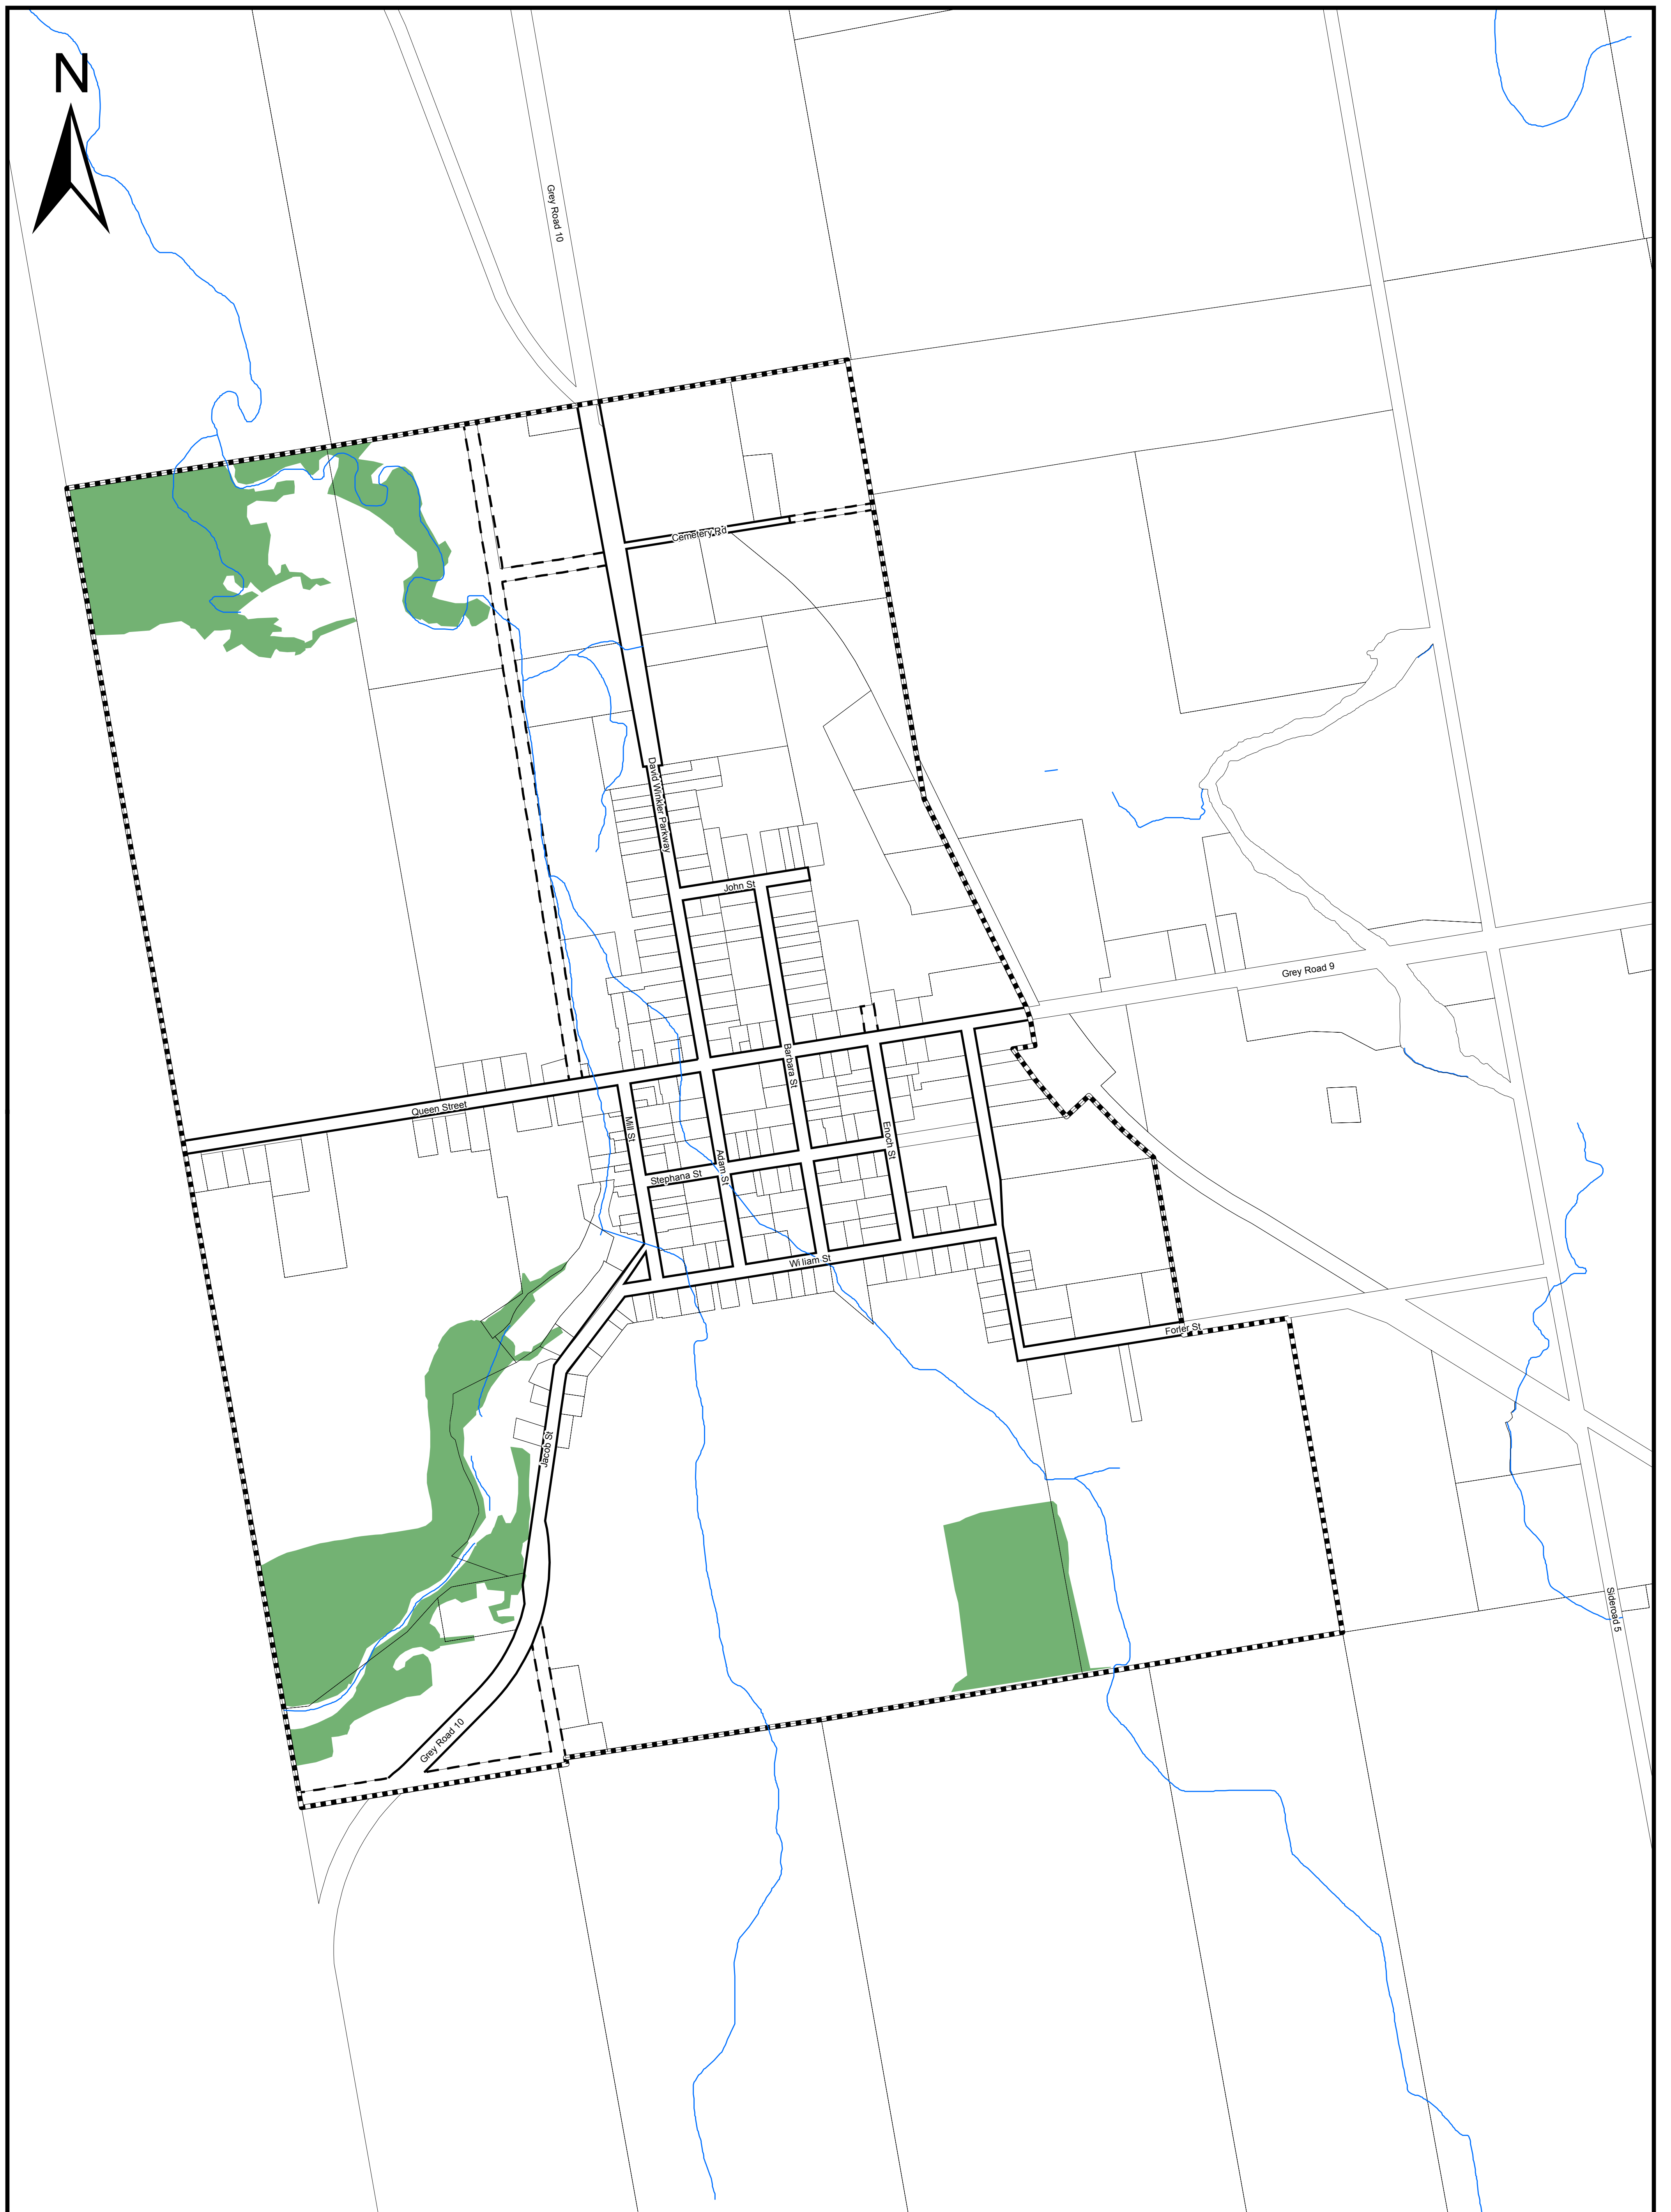 N
Grey Road 10
Cemetery Rd
David Winkler Parkway
John St
Grey Road 9
Barbara St
Queen Street
Mill St
Enoch St
Adam St
Stephana St
William St
Forler St
Jacob St
Sideroad 5
Grey Road 10